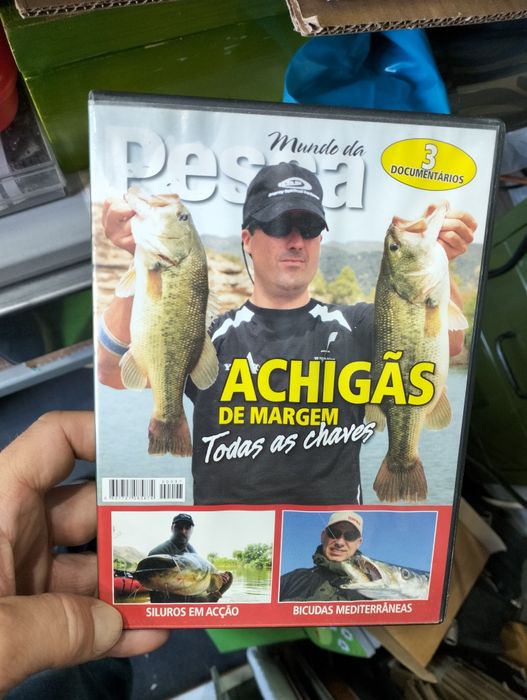 Mundo da
Pesca
3
DOCUMENTÁRIOS
ACHIGÃS
DE MARGEM
Todas as chaves
SILUROS EM ACÇÃO
BICUDAS MEDITERRÂNEAS